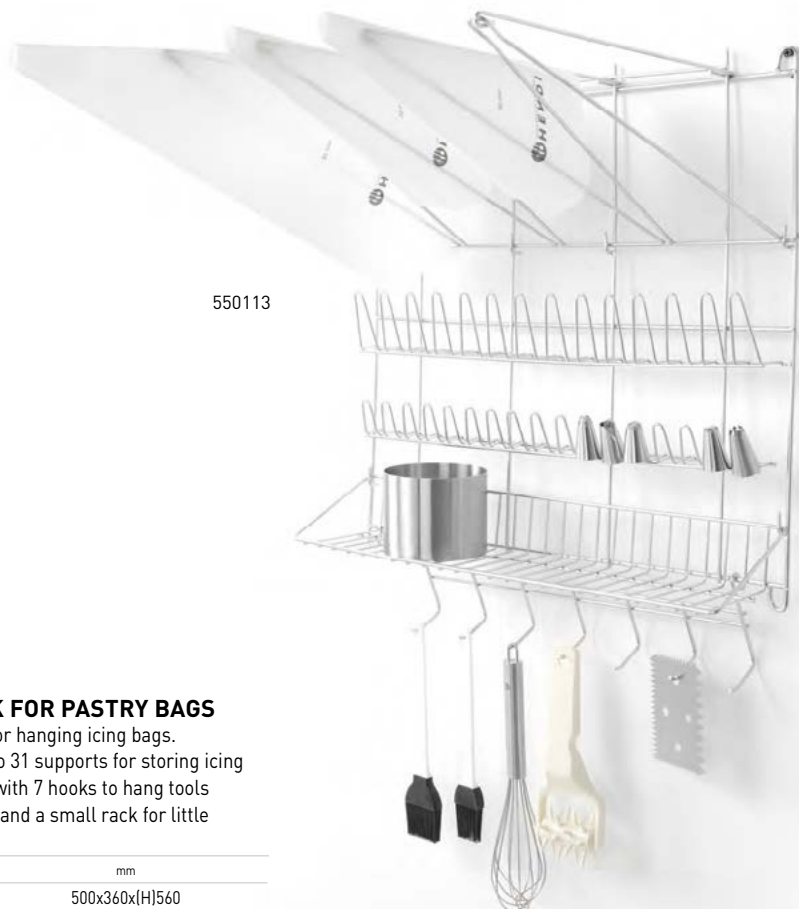 550113
FOR PASTRY BAGS
or hanging icing bags.
31 supports for storing icing
with 7 hooks to hang tools
and a small rack for little
mm
500x360x(H)560
HENDI